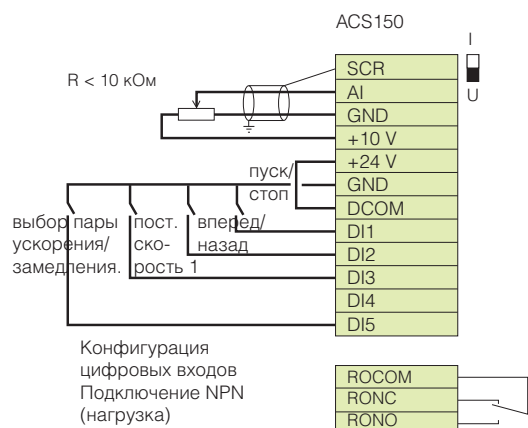 ACS150
I
U
R < 10 кОм
SCR
AI
GND
+10 V
+24 V
GND
DCOM
DI1
DI2
DI3
DI4
DI5
пуск/
стоп
выбор пары
ускорения/
замедления.
пост.
ско-
рость 1
вперед/
назад
Конфигурация
цифровых входов
Подключение NPN
(нагрузка)
ROCOM
RONC
RONO